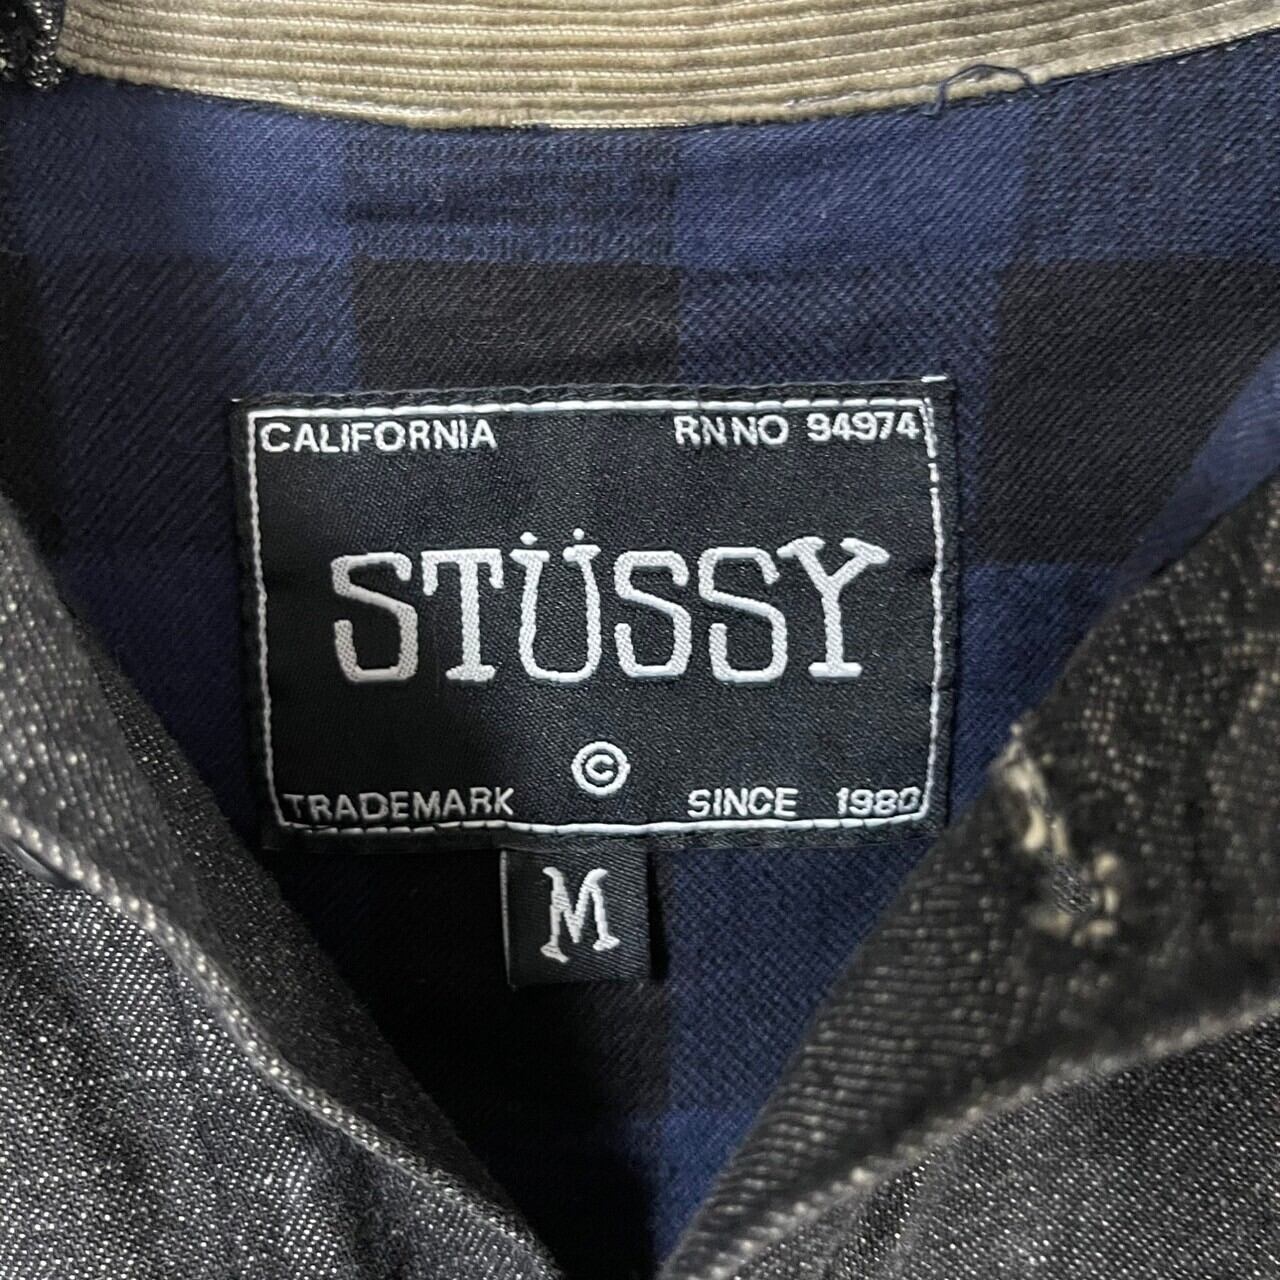 CALIFORNIA RN NO 94974
STÜSSY
©
TRADEMARK SINCE 1980
M